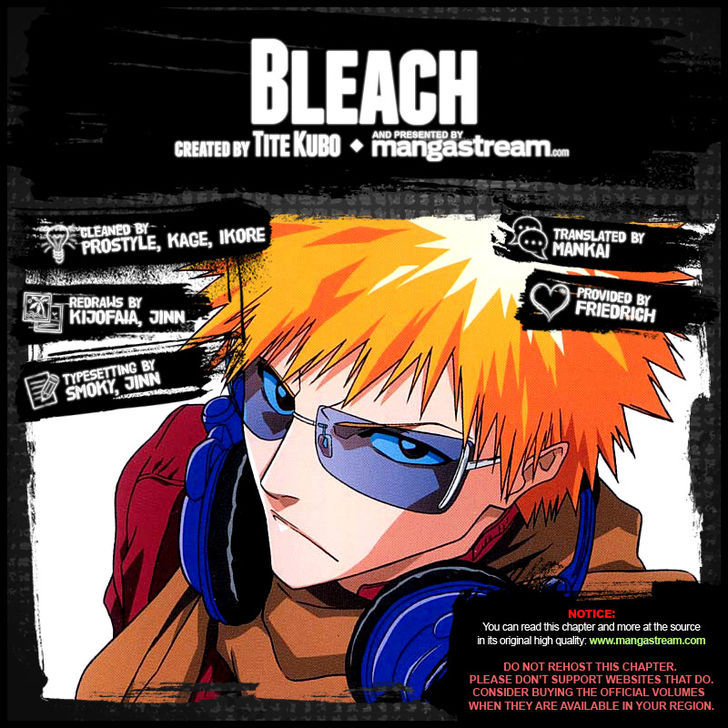 BLEACH
CREATED BY TITE KUBO ◆ AND PRESENTED BY mangastream.com
CLEANED BY
PROSTYLE, KAGE, IKORE
REDRAWS BY
KIJOFAIA, JINN
TYPESETTING BY
SMOKY, JINN
TRANSLATED BY
MANKAI
PROVIDED BY
FRIEDRICH
NOTICE:
You can read this chapter and more at the source
in its original high quality: www.mangastream.com
DO NOT REHOST THIS CHAPTER.
PLEASE DON'T SUPPORT WEBSITES THAT DO.
CONSIDER BUYING THE OFFICIAL VOLUMES
WHEN THEY ARE AVAILABLE IN YOUR REGION.